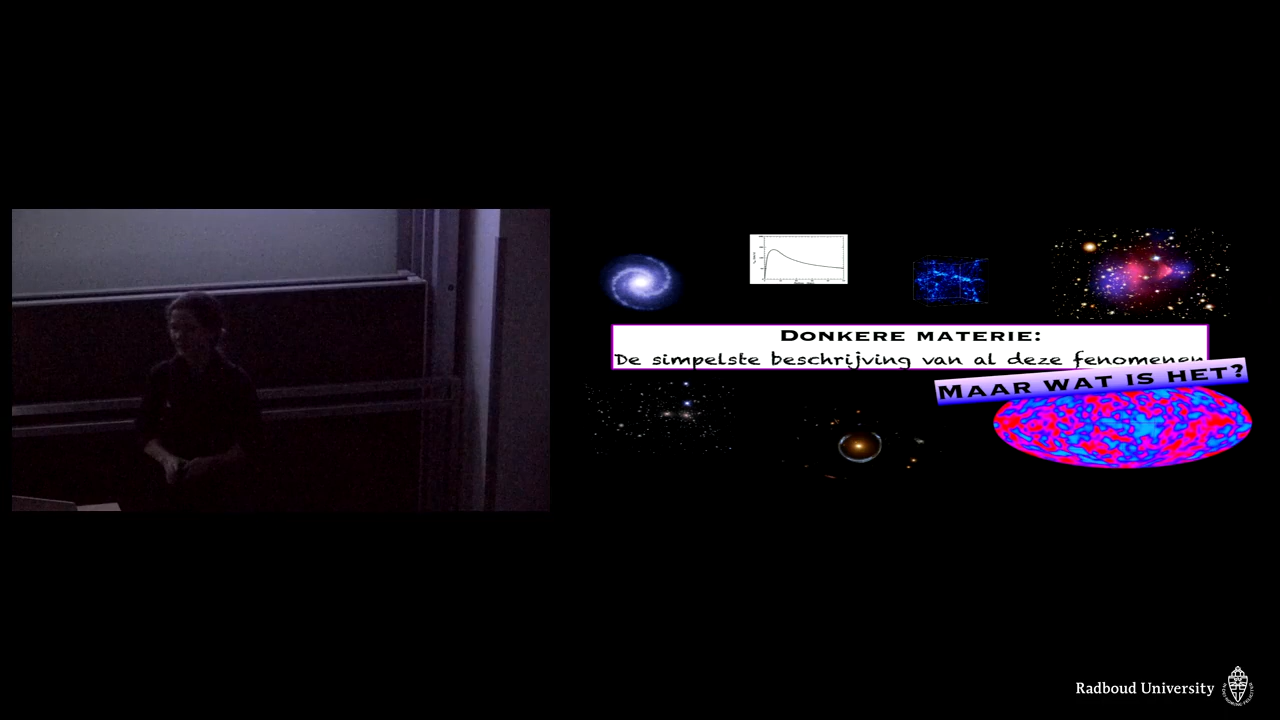 DONKERE MATERIE:
De simpelste beschrijving van al deze fenomenen
MAAR WAT IS HET?
Radboud University